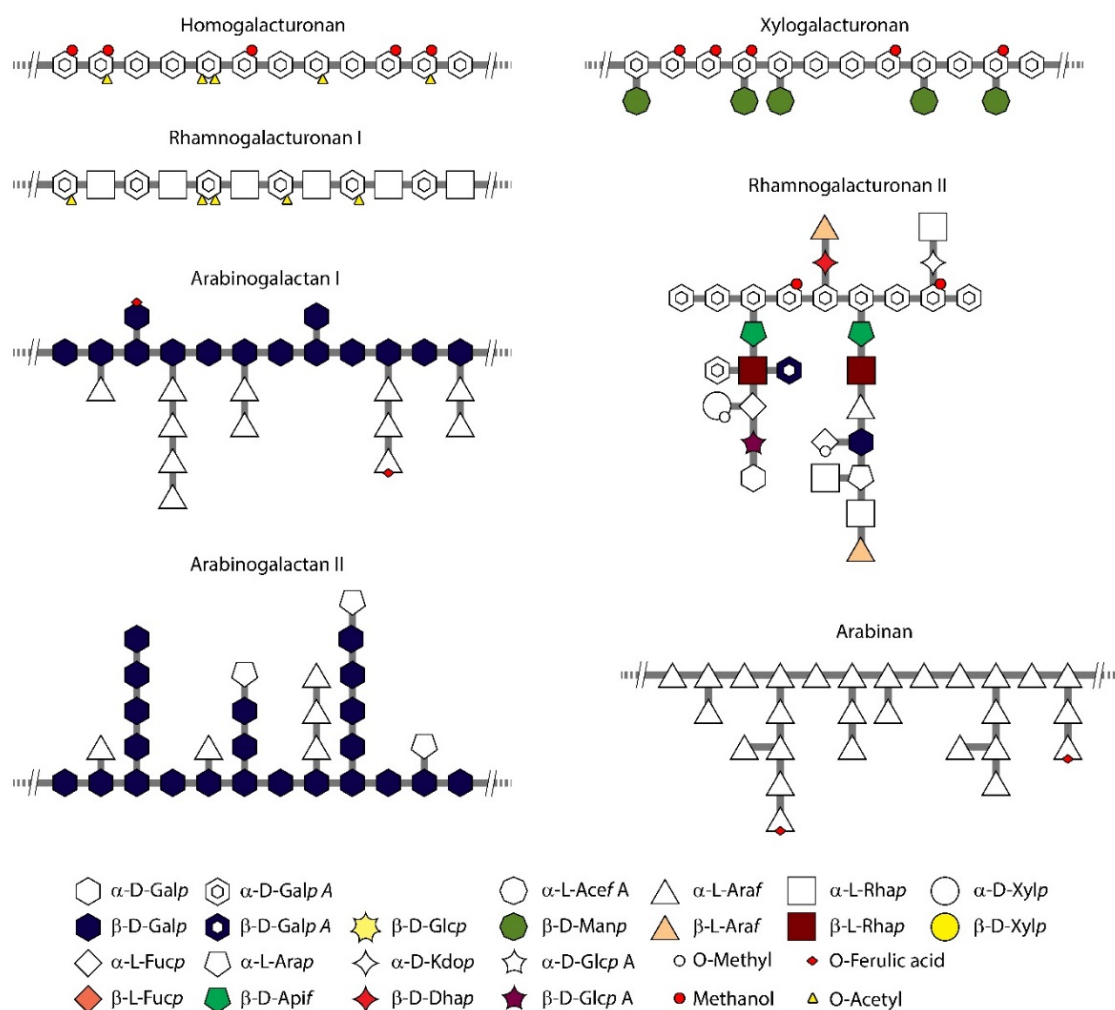 Homogalacturonan
Xylogalacturonan
Rhamnogalacturonan I
Rhamnogalacturonan II
Arabinogalactan I
Arabinogalactan II
Arabinan
α-D-Galp α-D-Galp A α-L-Acef A α-L-Araf α-L-Rhap α-D-Xylp
β-D-Galp β-D-Galp A β-D-Glcp β-D-Manp β-L-Araf β-L-Rhap β-D-Xylp
α-L-Fucp α-L-Arap α-D-Kdop α-D-Glcp A O-Methyl O-Ferulic acid
β-L-Fucp β-D-Apif β-D-Dhap β-D-Glcp A Methanol O-Acetyl